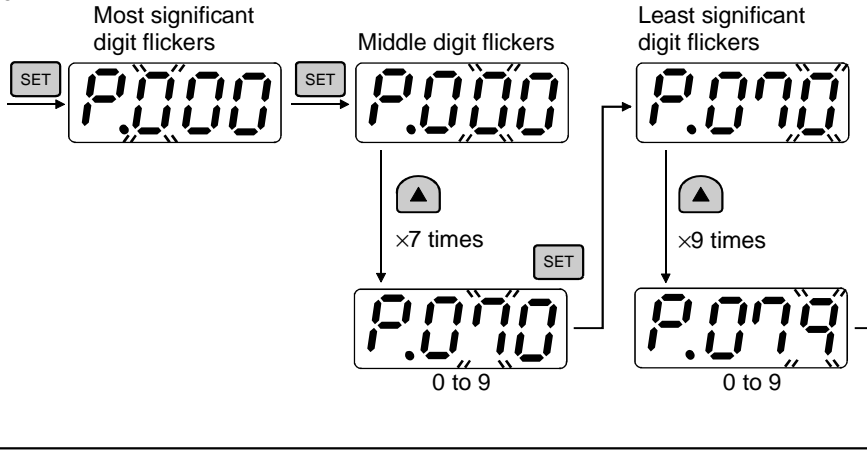 Most significant
digit flickers
SET
P.000
Middle digit flickers
SET
P.000
×7 times
P.070
0 to 9
SET
Least significant
digit flickers
P.070
×9 times
P.079
0 to 9